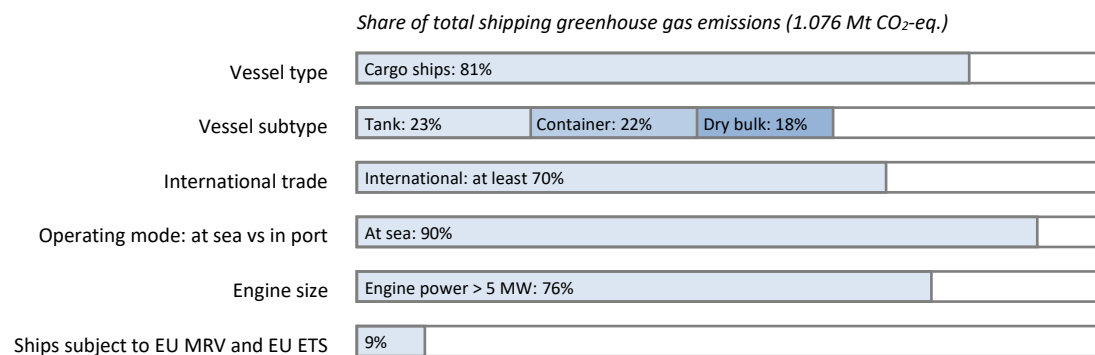 Share of total shipping greenhouse gas emissions (1.076 Mt CO₂-eq.)
Vessel type Cargo ships: 81%
Vessel subtype Tank: 23% Container: 22% Dry bulk: 18%
International trade International: at least 70%
Operating mode: at sea vs in port At sea: 90%
Engine size Engine power > 5 MW: 76%
Ships subject to EU MRV and EU ETS 9%